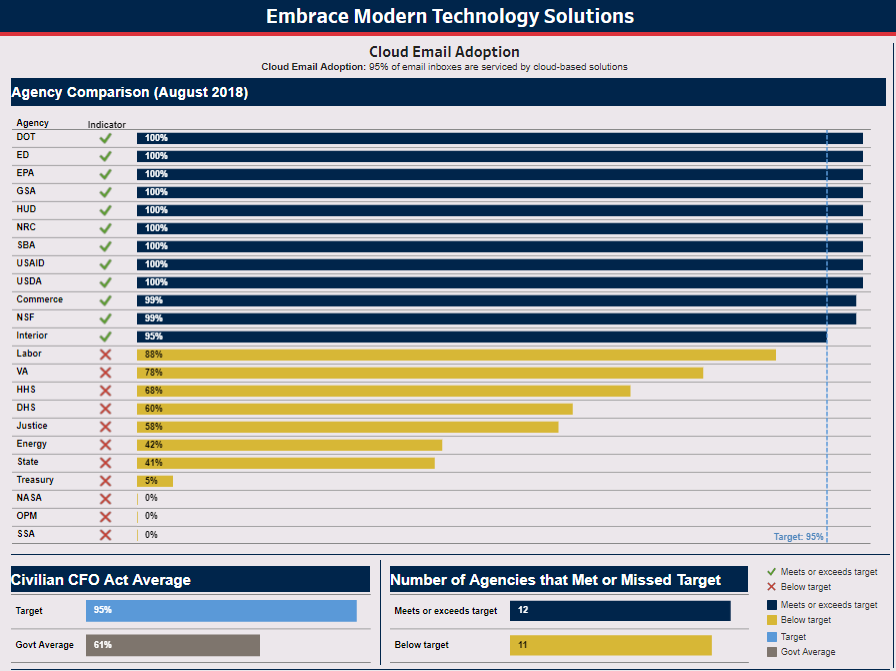 Embrace Modern Technology Solutions
Cloud Email Adoption
Cloud Email Adoption: 95% of email inboxes are serviced by cloud-based solutions
Agency Comparison (August 2018)
Agency Indicator
DOT 100%
ED 100%
EPA 100%
GSA 100%
HUD 100%
NRC 100%
SBA 100%
USAID 100%
USDA 100%
Commerce 99%
NSF 99%
Interior 95%
Labor 88%
VA 78%
HHS 68%
DHS 60%
Justice 58%
Energy 42%
State 41%
Treasury 5%
NASA 0%
OPM 0%
SSA 0%
Target: 95%
Civilian CFO Act Average
Target 95%
Govt Average 61%
Number of Agencies that Met or Missed Target
Meets or exceeds target 12
Below target 11
Meets or exceeds target
Below target
Meets or exceeds target
Below target
Target
Govt Average